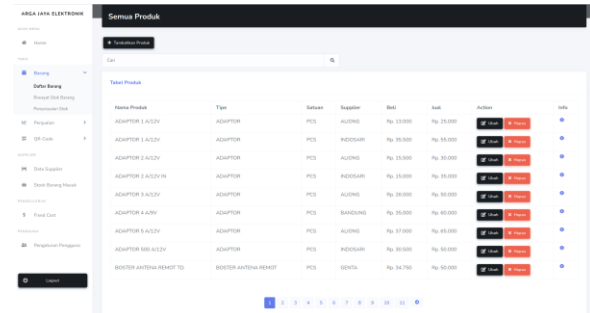 ARGA JAYA ELEKTRONIK
Home
Barang
Daftar Barang
Riwayat Stok Barang
Penyesuaian Stok
Penjualan
QR-Code
Data Supplier
Stock Barang Masuk
Fixed Cost
Pengaturan Pengguna
Logout
Semua Produk
+ Tambahkan Produk
Cari
Tabel Produk
Nama Produk Tipe Satuan Supplier Beli Jual Action Info
ADAPTOR 1 A/12V ADAPTOR PCS ALIONG Rp. 13.000 Rp. 25.000 Ubah Hapus
ADAPTOR 1 A/12V ADAPTOR PCS INDOSARI Rp. 35.500 Rp. 55.000 Ubah Hapus
ADAPTOR 2 A/12V ADAPTOR PCS ALIONG Rp. 15.500 Rp. 30.000 Ubah Hapus
ADAPTOR 2 A/12V IN ADAPTOR PCS INDOSARI Rp. 15.000 Rp. 35.000 Ubah Hapus
ADAPTOR 3 A/12V ADAPTOR PCS ALIONG Rp. 26.000 Rp. 50.000 Ubah Hapus
ADAPTOR 4 A/9V ADAPTOR PCS BANDUNG Rp. 35.000 Rp. 60.000 Ubah Hapus
ADAPTOR 5 A/12V ADAPTOR PCS ALIONG Rp. 37.000 Rp. 65.000 Ubah Hapus
ADAPTOR 500 A/12V ADAPTOR PCS INDOSARI Rp. 30.000 Rp. 50.000 Ubah Hapus
BOSTER ANTENA REMOT TO BOSTER ANTENA REMOT PCS GENTA Rp. 34.750 Rp. 50.000 Ubah Hapus
1 2 3 4 5 6 7 8 9 10 11